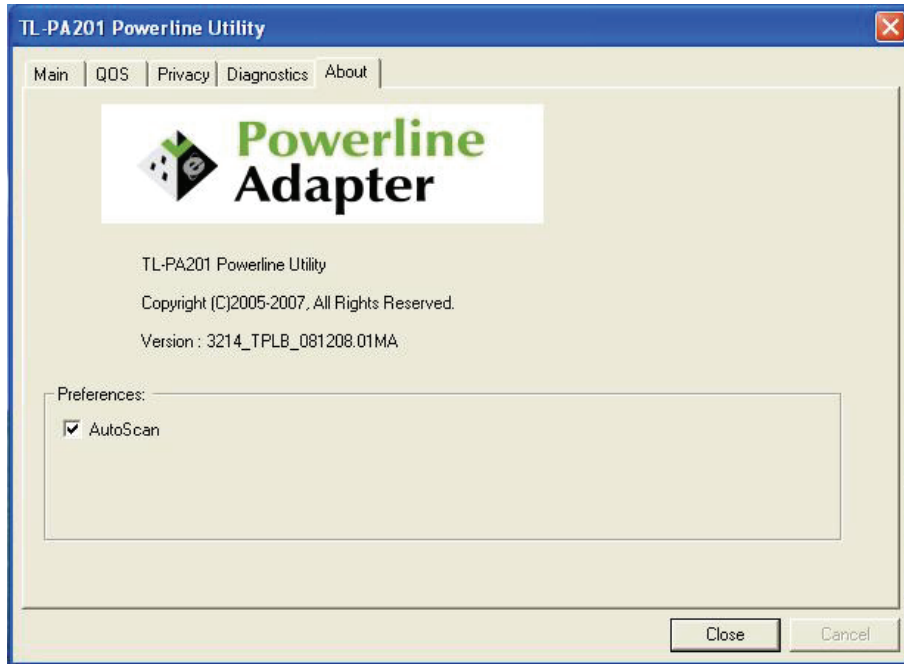 TL-PA201 Powerline Utility
Main QOS Privacy Diagnostics About
Powerline
Adapter
TL-PA201 Powerline Utility
Copyright (C)2005-2007, All Rights Reserved.
Version : 3214_TPLB_081208.01MA
Preferences:
AutoScan
Close Cancel